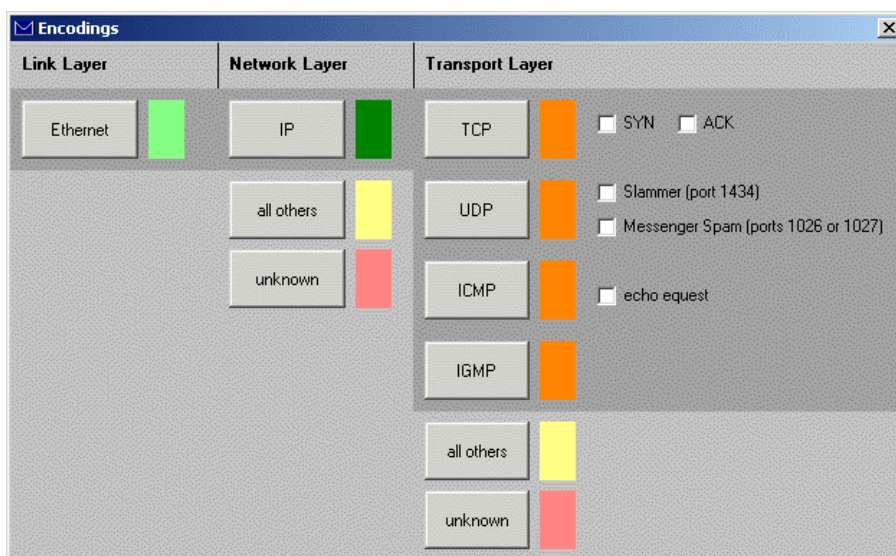 Encodings
Link Layer Network Layer Transport Layer
Ethernet IP TCP SYN ACK
all others UDP Slammer (port 1434)
Messenger Spam (ports 1026 or 1027)
unknown ICMP echo equest
IGMP
all others
unknown